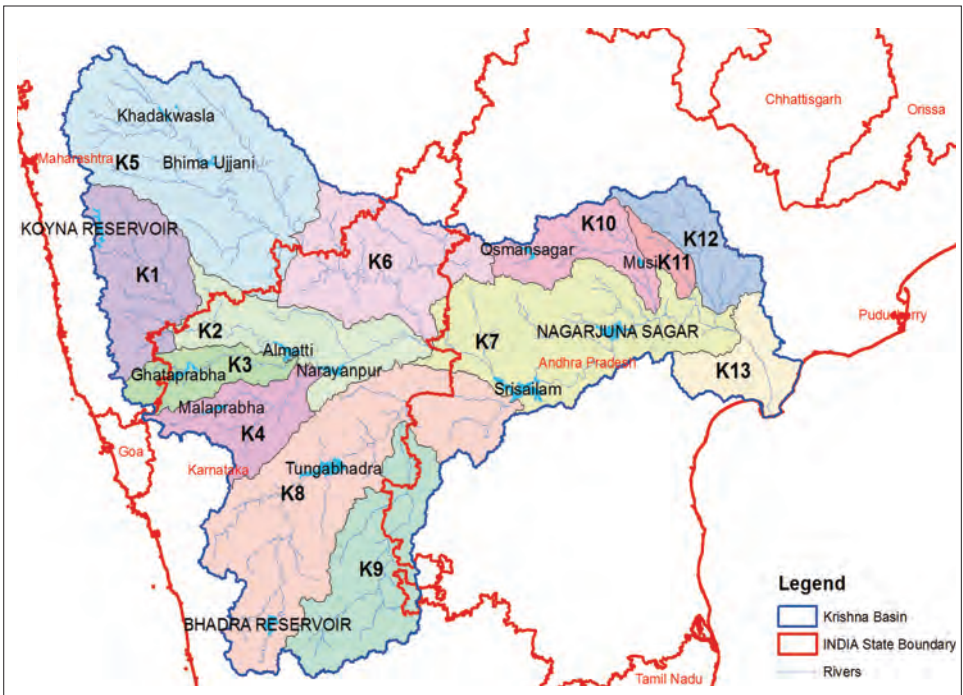 Chhattisgarh
Orissa
Khadakwasla
Maharashtra
K5
Bhima Ujjani
KOYNA RESERVOIR
K10
K12
Osmansagar
K6
Musi
K11
K1
Puducherry
K2
K7
NAGARJUNA SAGAR
Almatti
K3
Narayanpur
Andhra Pradesh
Ghataprabha
K13
Srisailam
Malaprabha
K4
Goa
Karnataka
Tungabhadra
K8
K9
BHADRA RESERVOIR
Legend
Krishna Basin
INDIA State Boundary
Rivers
Tamil Nadu